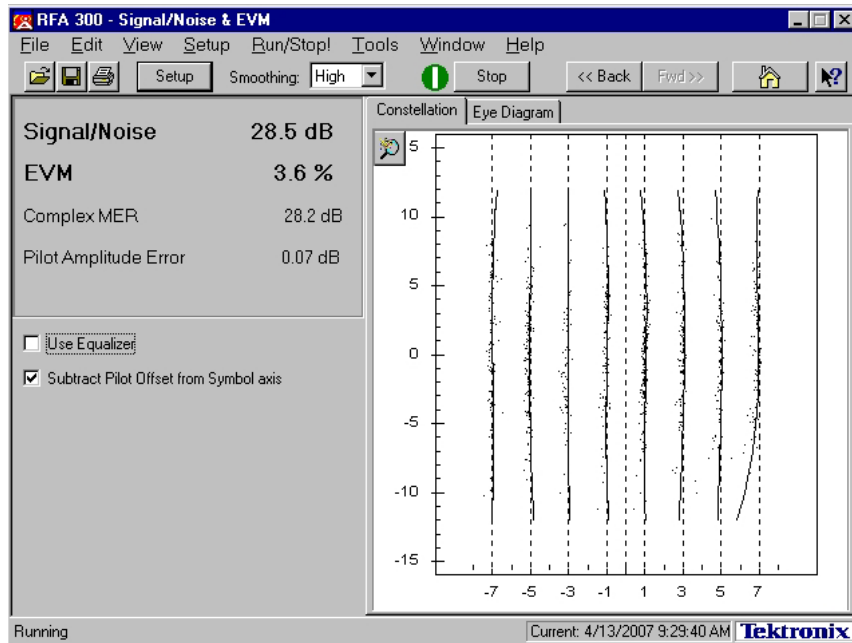 RFA 300 - Signal/Noise & EVM
File Edit View Setup Run/Stop! Tools Window Help
Setup Smoothing: High Stop << Back Fwd >>
Signal/Noise 28.5 dB
EVM 3.6 %
Complex MER 28.2 dB
Pilot Amplitude Error 0.07 dB
Use Equalizer
Subtract Pilot Offset from Symbol axis
Constellation Eye Diagram
5
10
5
0
-5
-10
-15
-7 -5 -3 -1 1 3 5 7
Running Current: 4/13/2007 9:29:40 AM Tektronix